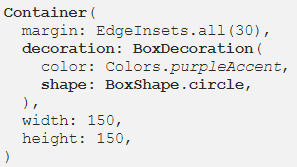 Container(
  margin: EdgeInsets.all(30),
  decoration: BoxDecoration(
    color: Colors.purpleAccent,
    shape: BoxShape.circle,
  ),
  width: 150,
  height: 150,
)